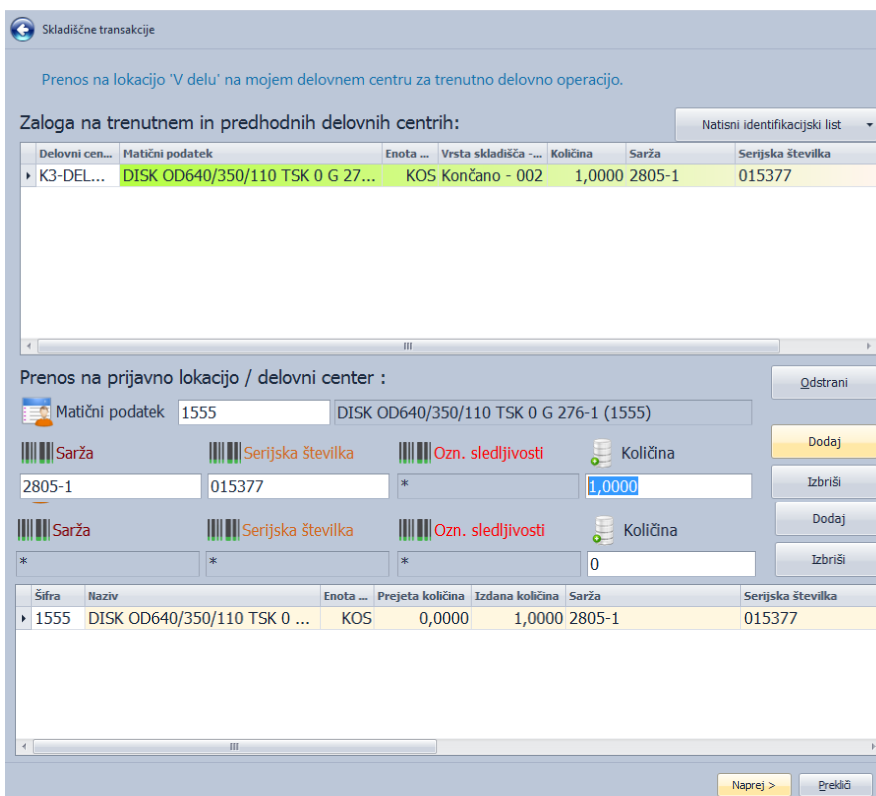 Skladiščne transakcije
Prenos na lokacijo 'V delu' na mojem delovnem centru za trenutno delovno operacijo.
Zaloga na trenutnem in predhodnih delovnih centrih:
Natisni identifikacijski list
Delovni cen... Matični podatek Enota ... Vrsta skladišča -... Količina Sarža Serijska številka
K3-DEL... DISK OD640/350/110 TSK 0 G 27... KOS Končano - 002 1,0000 2805-1 015377
Prenos na prijavno lokacijo / delovni center :
Odstrani
Matični podatek 1555 DISK OD640/350/110 TSK 0 G 276-1 (1555)
Sarža Serijska številka Ozn. sledljivosti Količina Dodaj
2805-1 015377 * 1,0000 Izbriši
Sarža Serijska številka Ozn. sledljivosti Količina Dodaj
* * * 0 Izbriši
Šifra Naziv Enota ... Prejeta količina Izdana količina Sarža Serijska številka
1555 DISK OD640/350/110 TSK 0 ... KOS 0,0000 1,0000 2805-1 015377
Naprej > Prekliči